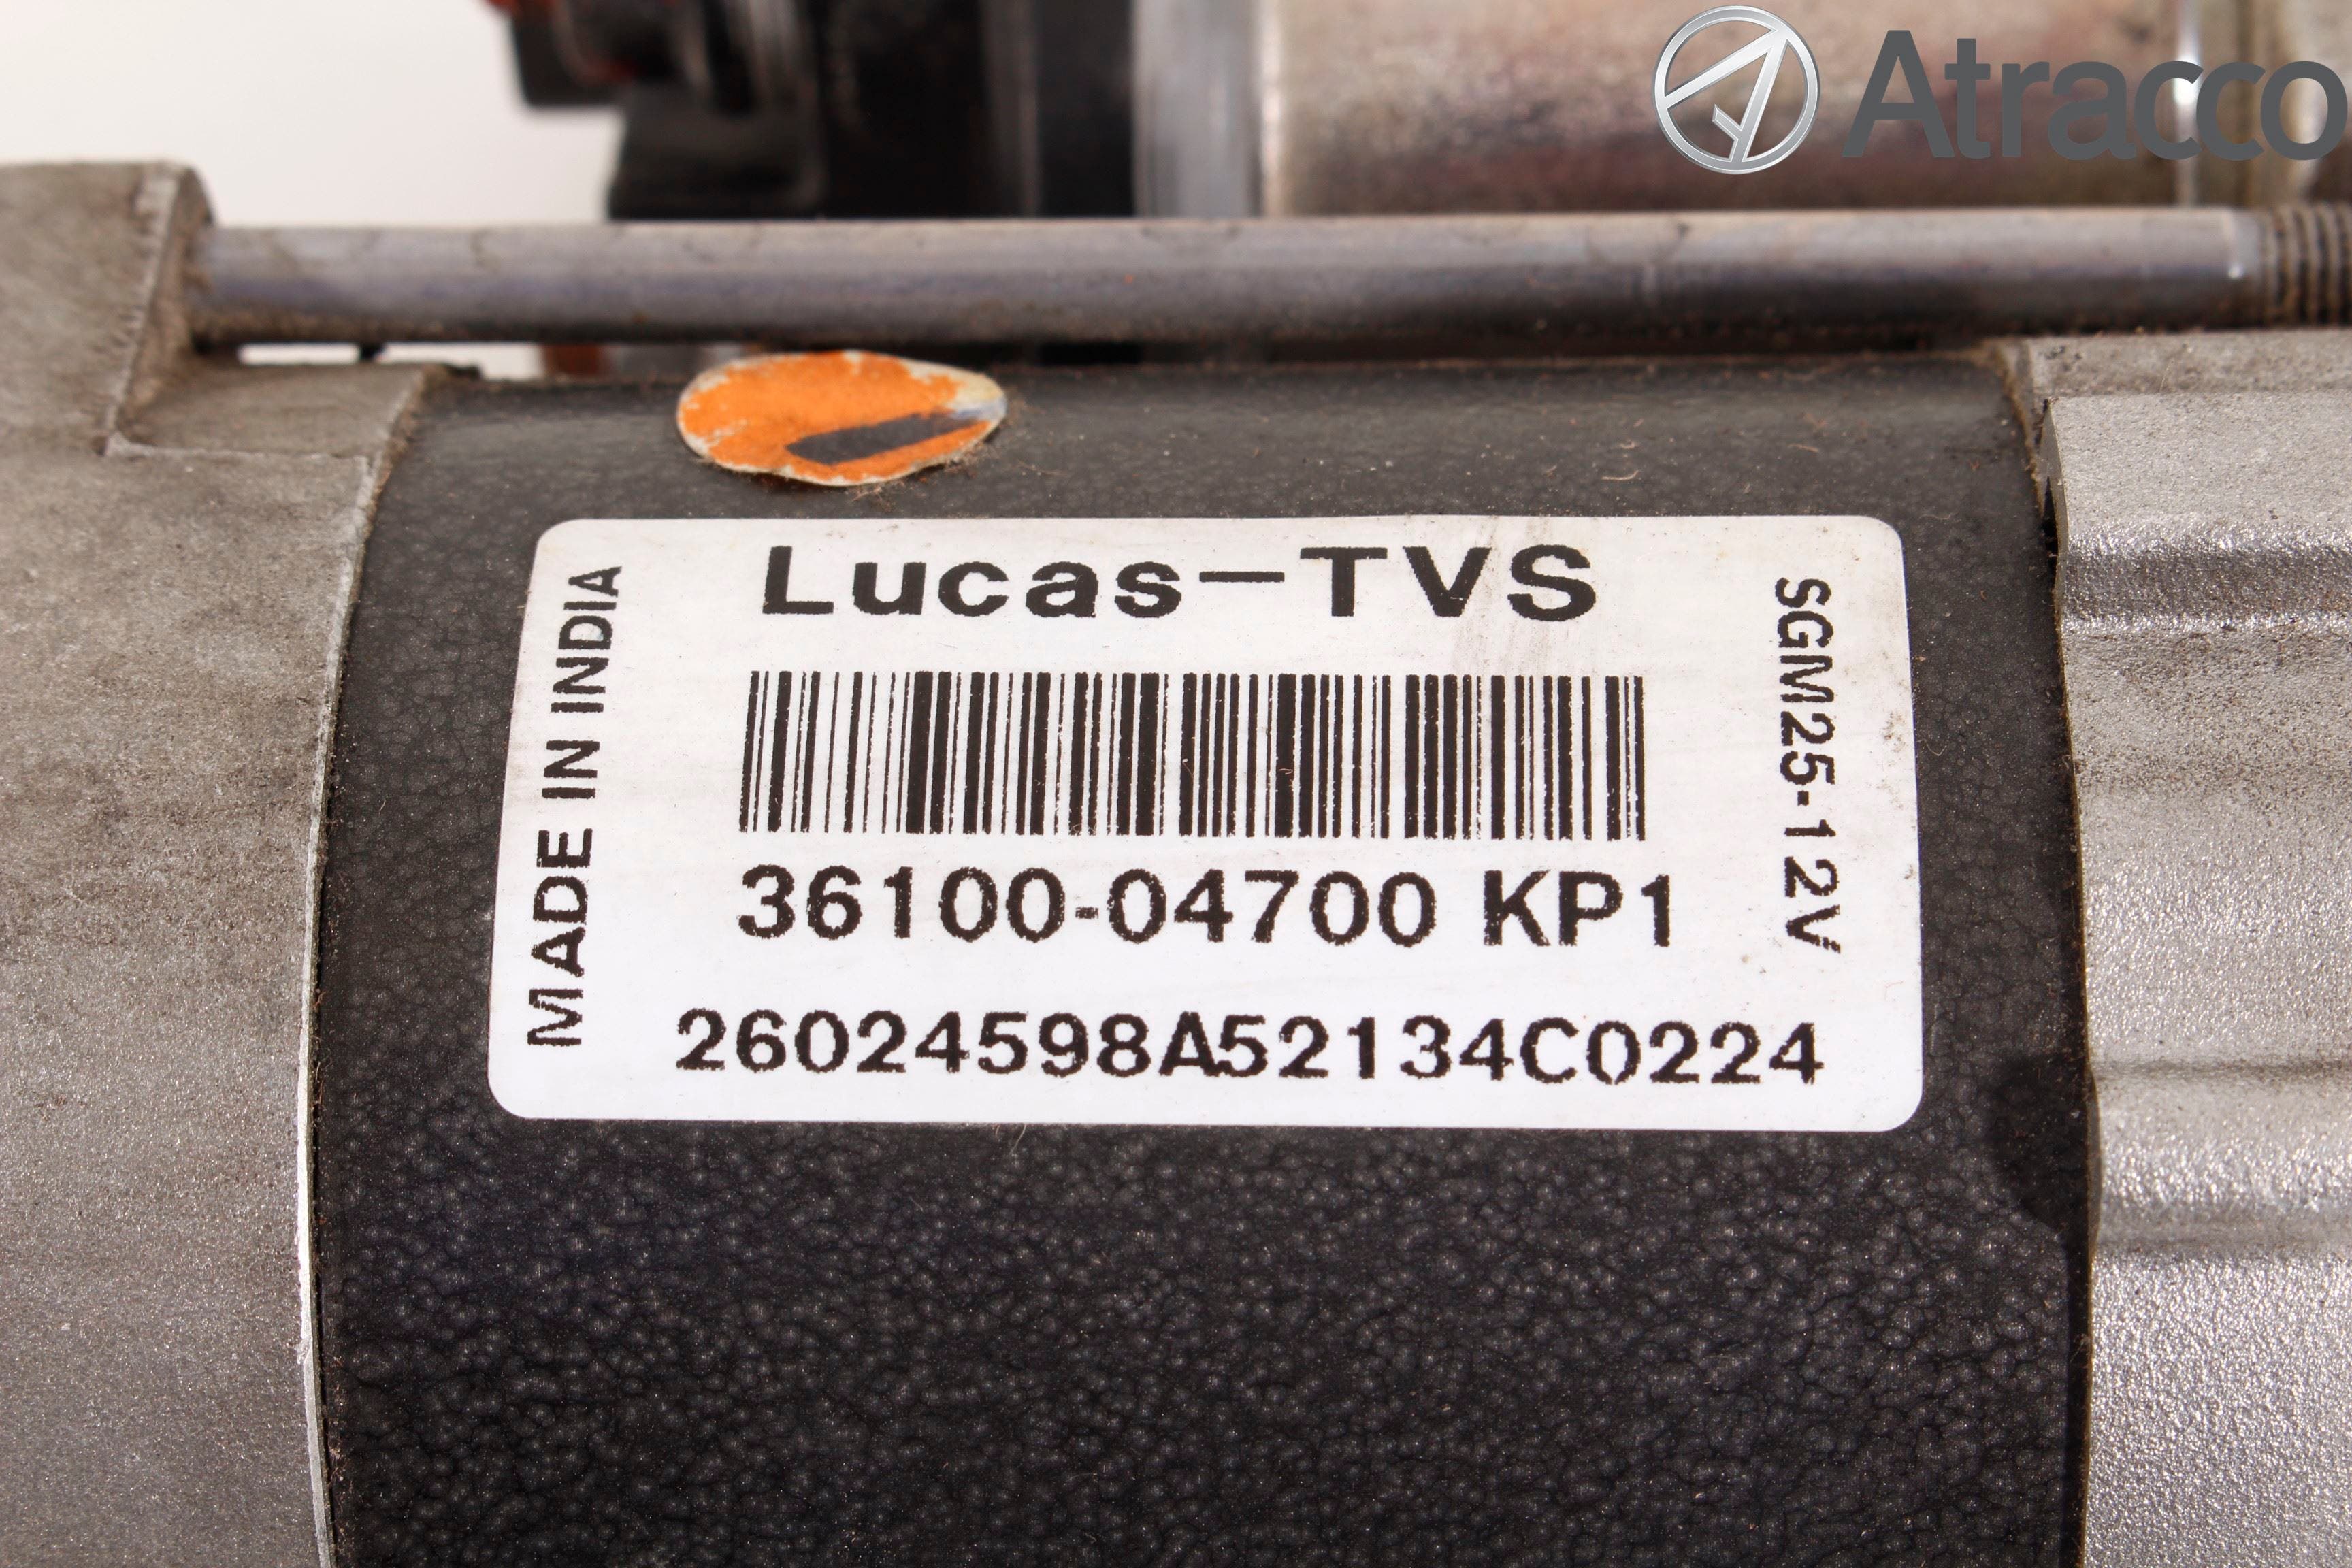 Atracco
Lucas-TVS
MADE IN INDIA
SGM25-12V
36100-04700 KP1
26024598A52134C0224